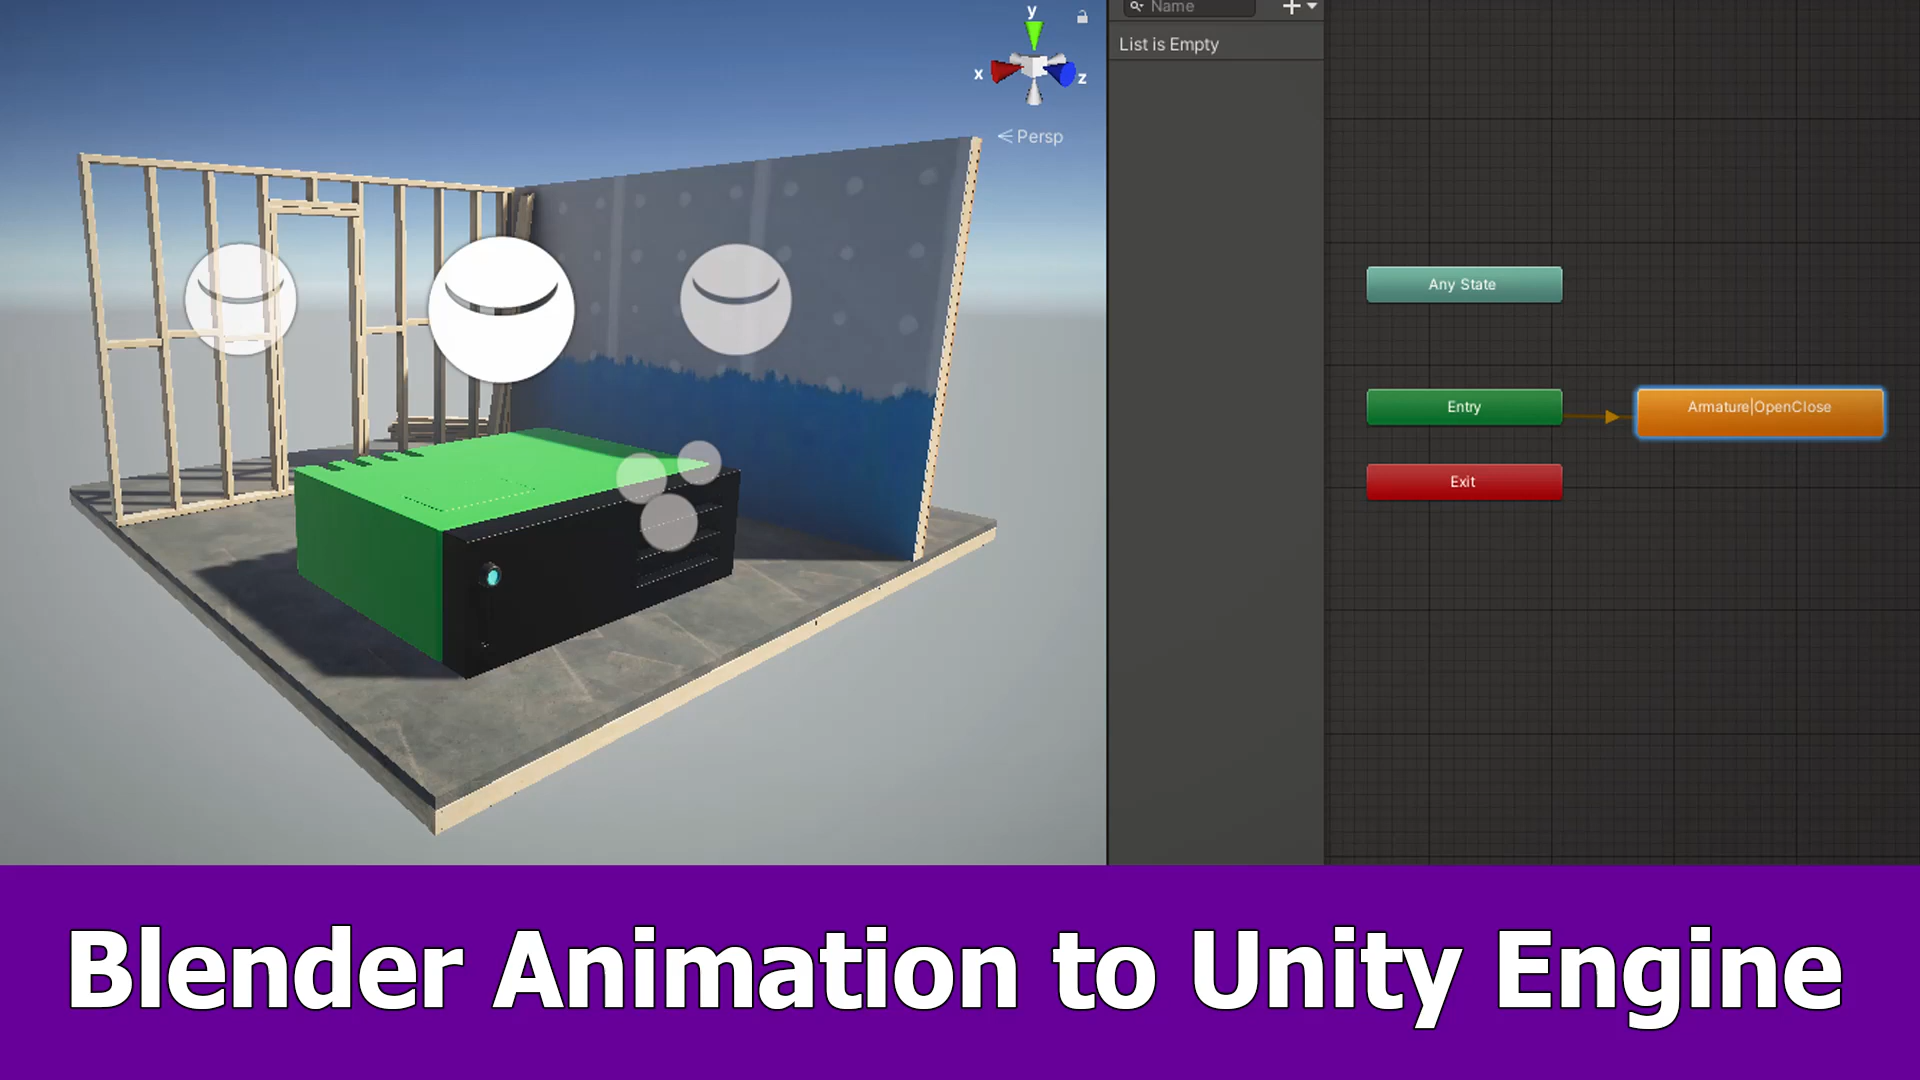 y
x
z
Persp
Name
List is Empty
Any State
Entry
Armature|OpenClose
Exit
Blender Animation to Unity Engine